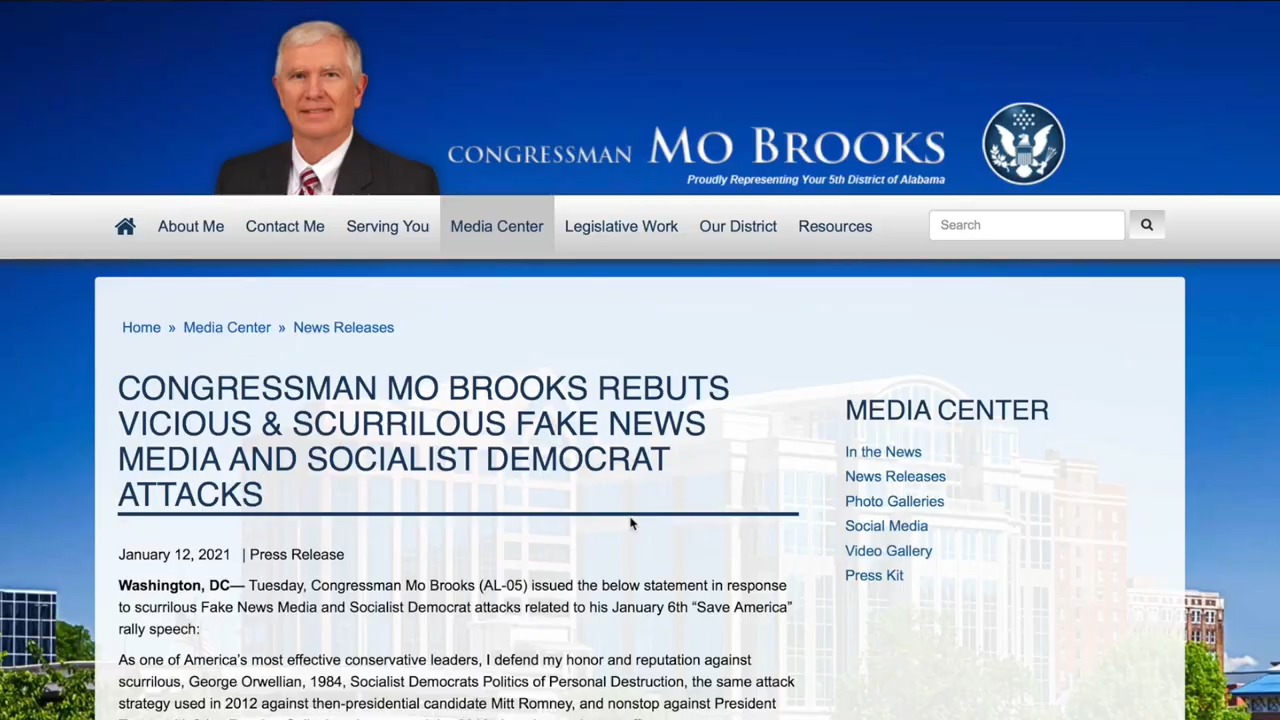 CONGRESSMAN MO BROOKS
Proudly Representing Your 5th District of Alabama
About Me Contact Me Serving You Media Center Legislative Work Our District Resources Search
Home » Media Center » News Releases
CONGRESSMAN MO BROOKS REBUTS
VICIOUS & SCURRILOUS FAKE NEWS
MEDIA AND SOCIALIST DEMOCRAT
ATTACKS
January 12, 2021 | Press Release
Washington, DC— Tuesday, Congressman Mo Brooks (AL-05) issued the below statement in response
to scurrilous Fake News Media and Socialist Democrat attacks related to his January 6th “Save America”
rally speech:
As one of America’s most effective conservative leaders, I defend my honor and reputation against
scurrilous, George Orwellian, 1984, Socialist Democrats Politics of Personal Destruction, the same attack
strategy used in 2012 against then-presidential candidate Mitt Romney, and nonstop against President
MEDIA CENTER
In the News
News Releases
Photo Galleries
Social Media
Video Gallery
Press Kit